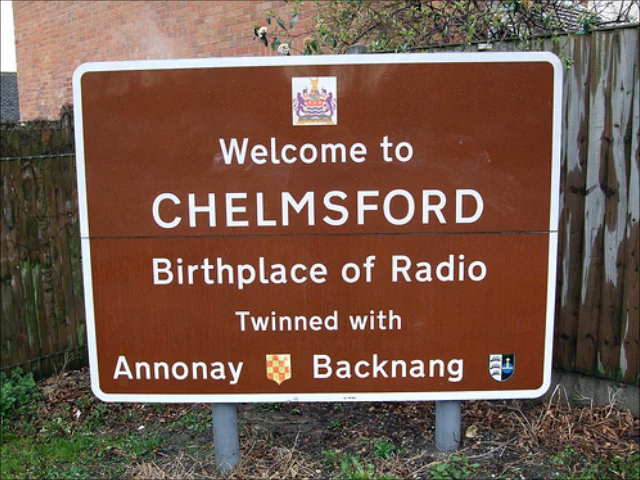 Welcome to
CHELMSFORD
Birthplace of Radio
Twinned with
Annonay Backnang